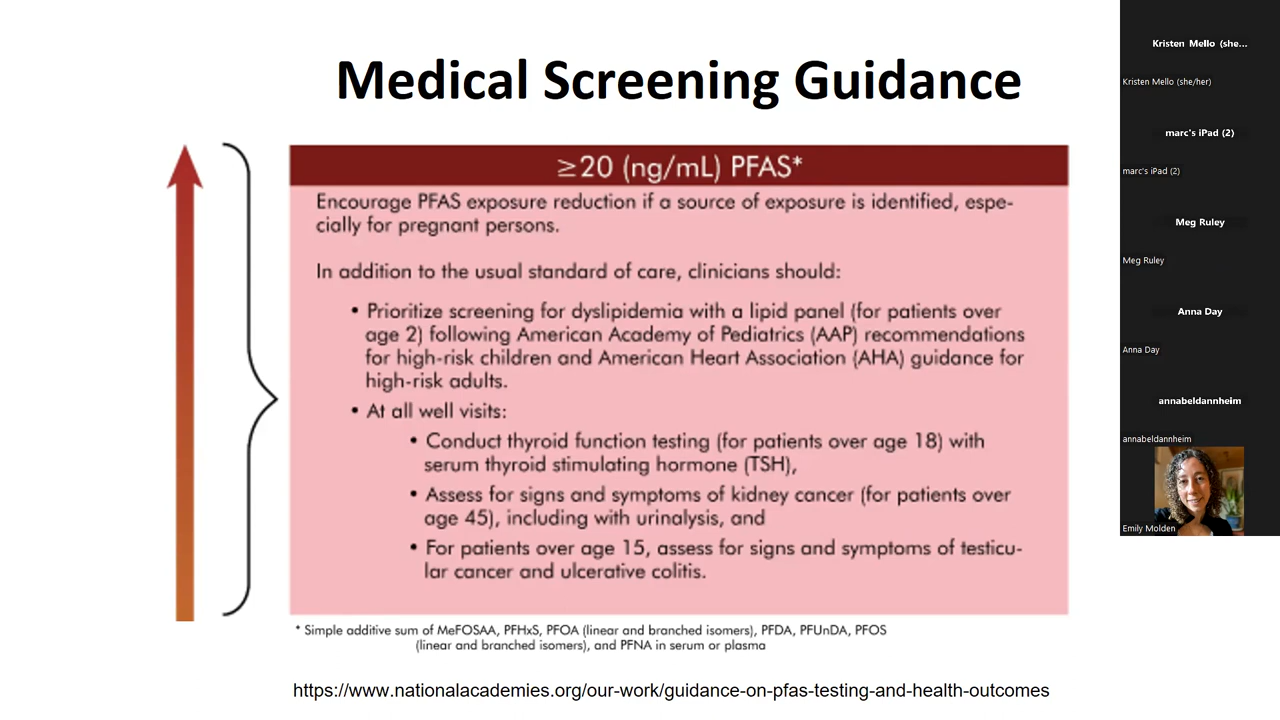 Medical Screening Guidance
≥20 (ng/mL) PFAS*
Encourage PFAS exposure reduction if a source of exposure is identified, espe-
cially for pregnant persons.
In addition to the usual standard of care, clinicians should:
• Prioritize screening for dyslipidemia with a lipid panel (for patients over
age 2) following American Academy of Pediatrics (AAP) recommendations
for high-risk children and American Heart Association (AHA) guidance for
high-risk adults.
• At all well visits:
• Conduct thyroid function testing (for patients over age 18) with
serum thyroid stimulating hormone (TSH),
• Assess for signs and symptoms of kidney cancer (for patients over
age 45), including with urinalysis, and
• For patients over age 15, assess for signs and symptoms of testicu-
lar cancer and ulcerative colitis.
* Simple additive sum of MeFOSAA, PFHxS, PFOA (linear and branched isomers), PFDA, PFUnDA, PFOS
(linear and branched isomers), and PFNA in serum or plasma
https://www.nationalacademies.org/our-work/guidance-on-pfas-testing-and-health-outcomes
Kristen Mello (she...
Kristen Mello (she/her)
marc's iPad (2)
marc's iPad (2)
Meg Ruley
Meg Ruley
Anna Day
Anna Day
annabeldannheim
annabeldannheim
Emily Molden